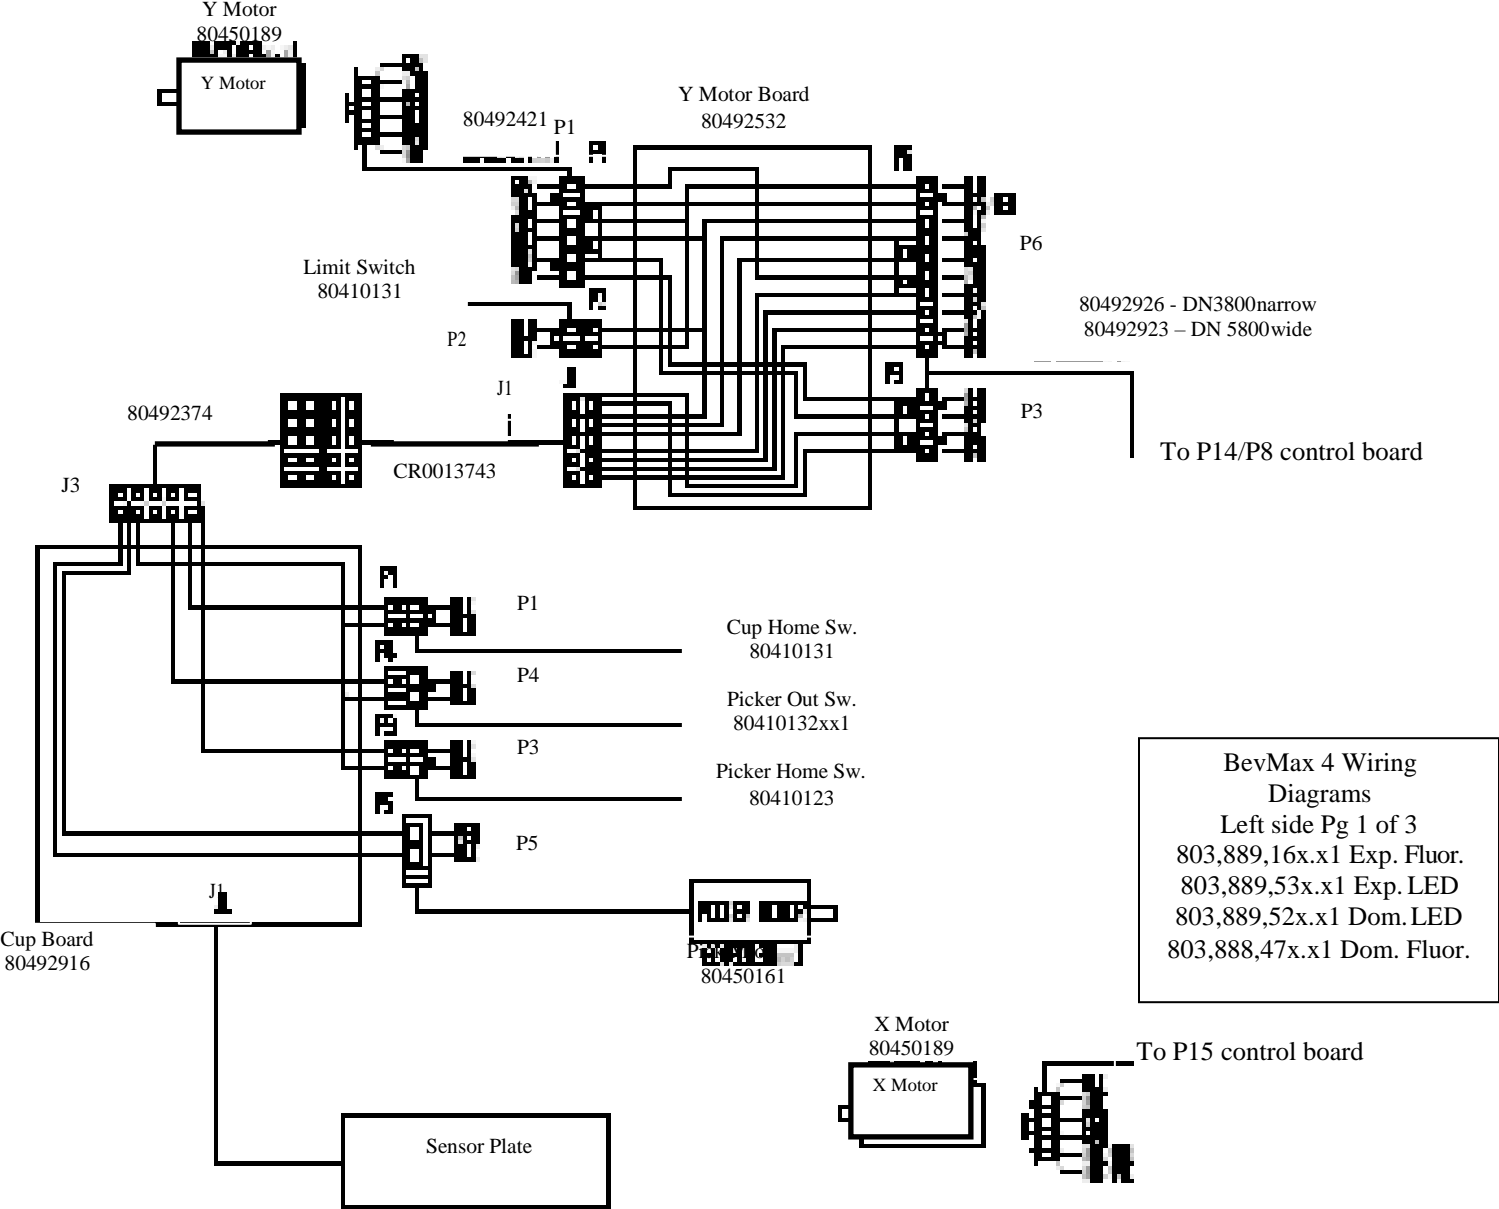 Y Motor
80450189
Y Motor
80492421
P1
Y Motor Board
80492532
P6
Limit Switch
80410131
P2
80492926 - DN3800narrow
80492923 – DN 5800wide
J1
P3
80492374
CR0013743
To P14/P8 control board
J3
P1
Cup Home Sw.
80410131
P4
Picker Out Sw.
80410132xx1
P3
Picker Home Sw.
80410123
P5
J1
Cup Board
80492916
80450161
BevMax 4 Wiring
Diagrams
Left side Pg 1 of 3
803,889,16x.x1 Exp. Fluor.
803,889,53x.x1 Exp. LED
803,889,52x.x1 Dom. LED
803,888,47x.x1 Dom. Fluor.
X Motor
80450189
X Motor
To P15 control board
Sensor Plate